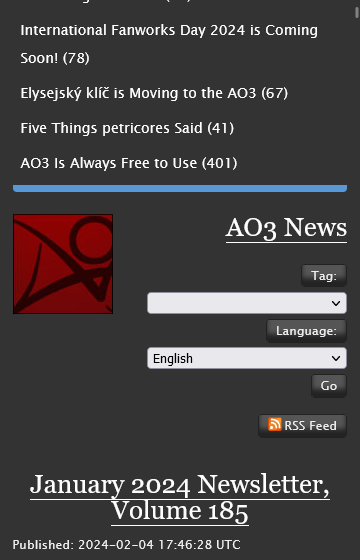 International Fanworks Day 2024 is Coming
Soon! (78)
Elysejský klíč is Moving to the AO3 (67)
Five Things petricores Said (41)
AO3 Is Always Free to Use (401)
AO3 News
Tag:
Language:
English
Go
RSS Feed
January 2024 Newsletter,
Volume 185
Published: 2024-02-04 17:46:28 UTC